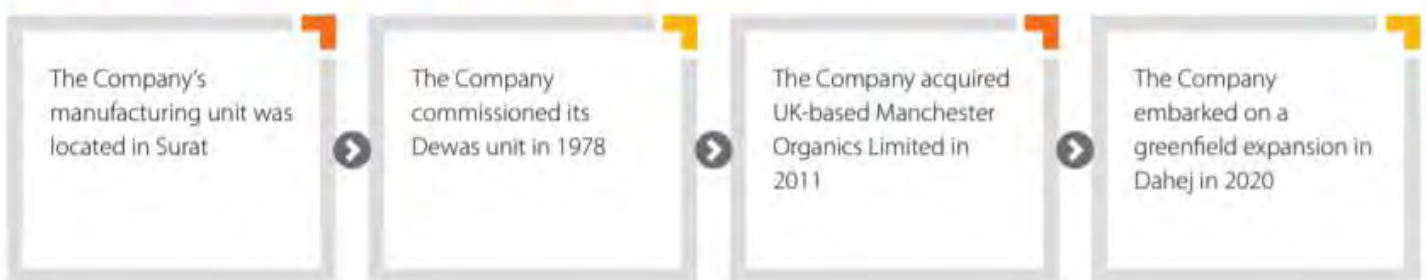 The Company's
manufacturing unit was
located in Surat
The Company
commissioned its
Dewas unit in 1978
The Company acquired
UK-based Manchester
Organics Limited in
2011
The Company
embarked on a
greenfield expansion in
Dahej in 2020